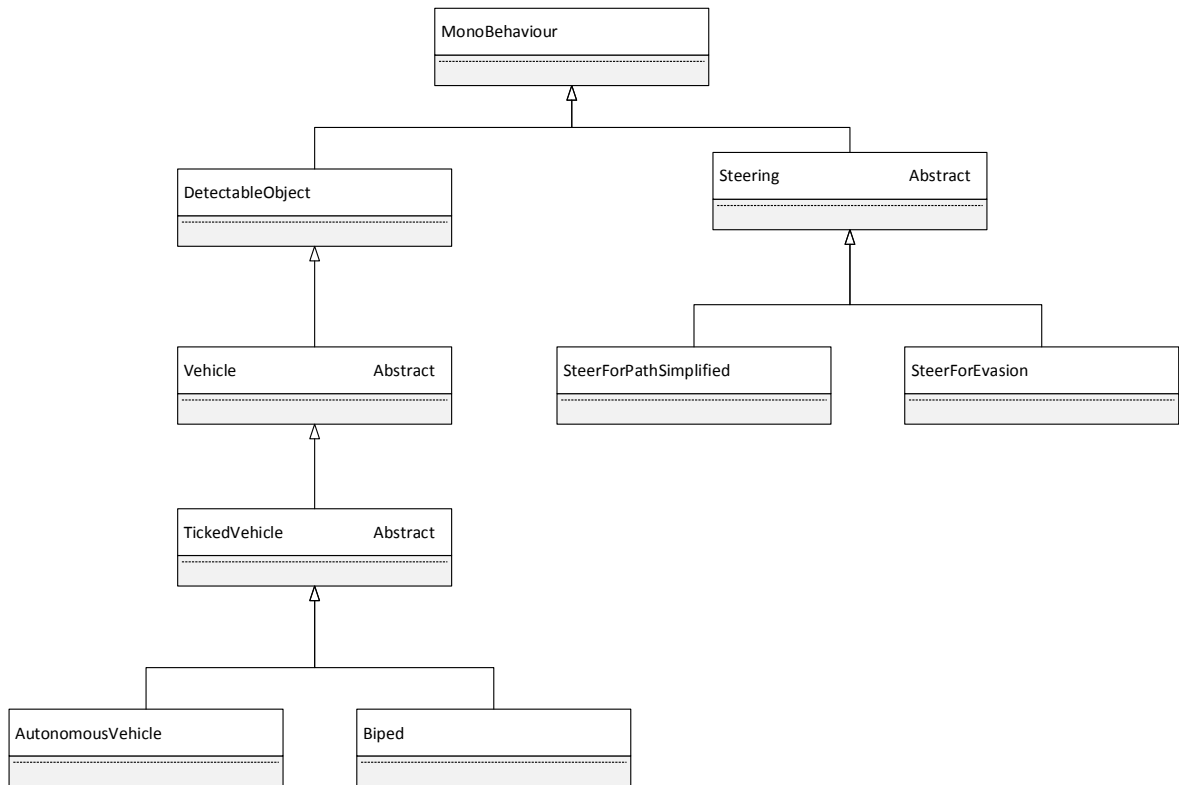 MonoBehaviour
DetectableObject
Steering Abstract
Vehicle Abstract
SteerForPathSimplified
SteerForEvasion
TickedVehicle Abstract
AutonomousVehicle
Biped